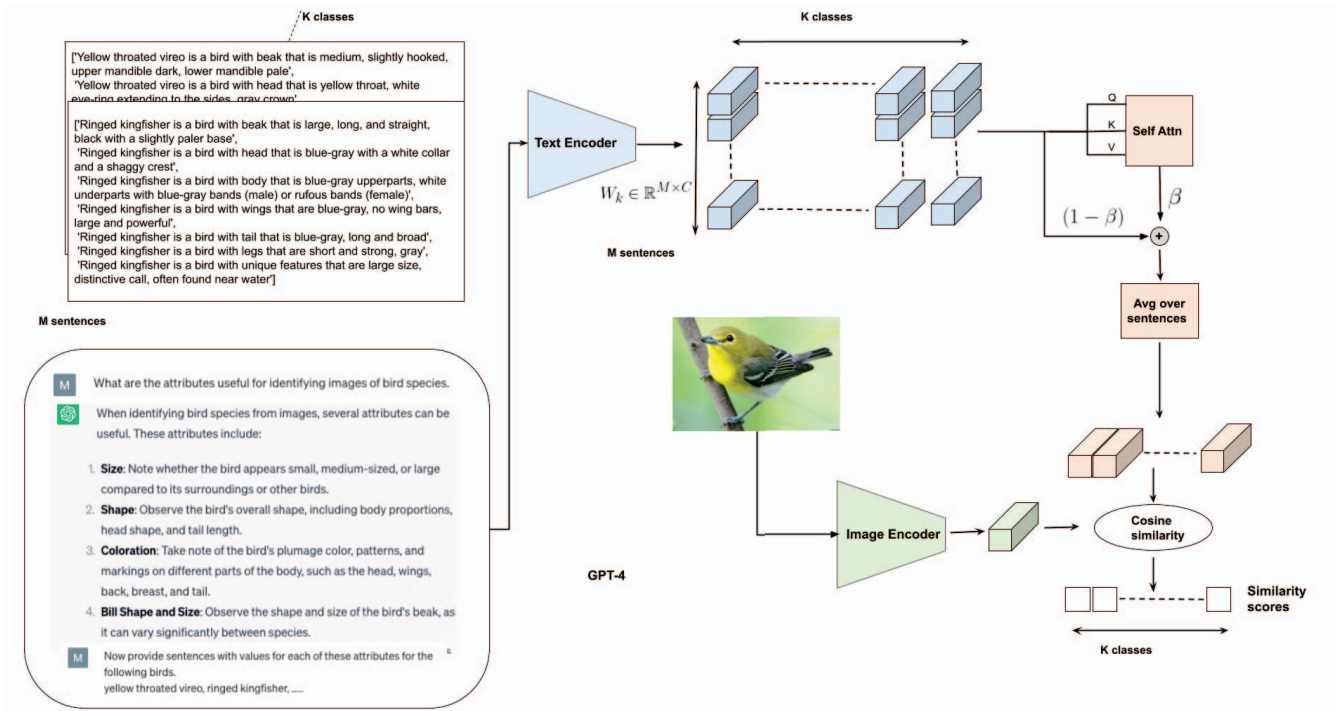 K classes
['Yellow throated vireo is a bird with beak that is medium, slightly hooked,
upper mandible dark, lower mandible pale',
'Yellow throated vireo is a bird with head that is yellow throat, white
eye-ring extending to the sides, gray crown'
['Ringed kingfisher is a bird with beak that is large, long, and straight,
black with a slightly paler base',
'Ringed kingfisher is a bird with head that is blue-gray with a white collar
and a shaggy crest',
'Ringed kingfisher is a bird with body that is blue-gray upperparts, white
underparts with blue-gray bands (male) or rufous bands (female)',
'Ringed kingfisher is a bird with wings that are blue-gray, no wing bars,
large and powerful',
'Ringed kingfisher is a bird with tail that is blue-gray, long and broad',
'Ringed kingfisher is a bird with legs that are short and strong, gray',
'Ringed kingfisher is a bird with unique features that are large size,
distinctive call, often found near water']
M sentences
M What are the attributes useful for identifying images of bird species.
When identifying bird species from images, several attributes can be
useful. These attributes include:
1. Size: Note whether the bird appears small, medium-sized, or large
compared to its surroundings or other birds.
2. Shape: Observe the bird's overall shape, including body proportions,
head shape, and tail length.
3. Coloration: Take note of the bird's plumage color, patterns, and
markings on different parts of the body, such as the head, wings,
back, breast, and tail.
4. Bill Shape and Size: Observe the shape and size of the bird's beak, as
it can vary significantly between species.
M Now provide sentences with values for each of these attributes for the
following birds.
yellow throated vireo, ringed kingfisher, .....
Text Encoder
K classes
W_k ∈ ℝ^{M×C}
M sentences
Q
K
V
Self Attn
β
(1 − β)
+
Avg over
sentences
GPT-4
Image Encoder
Cosine
similarity
Similarity
scores
K classes